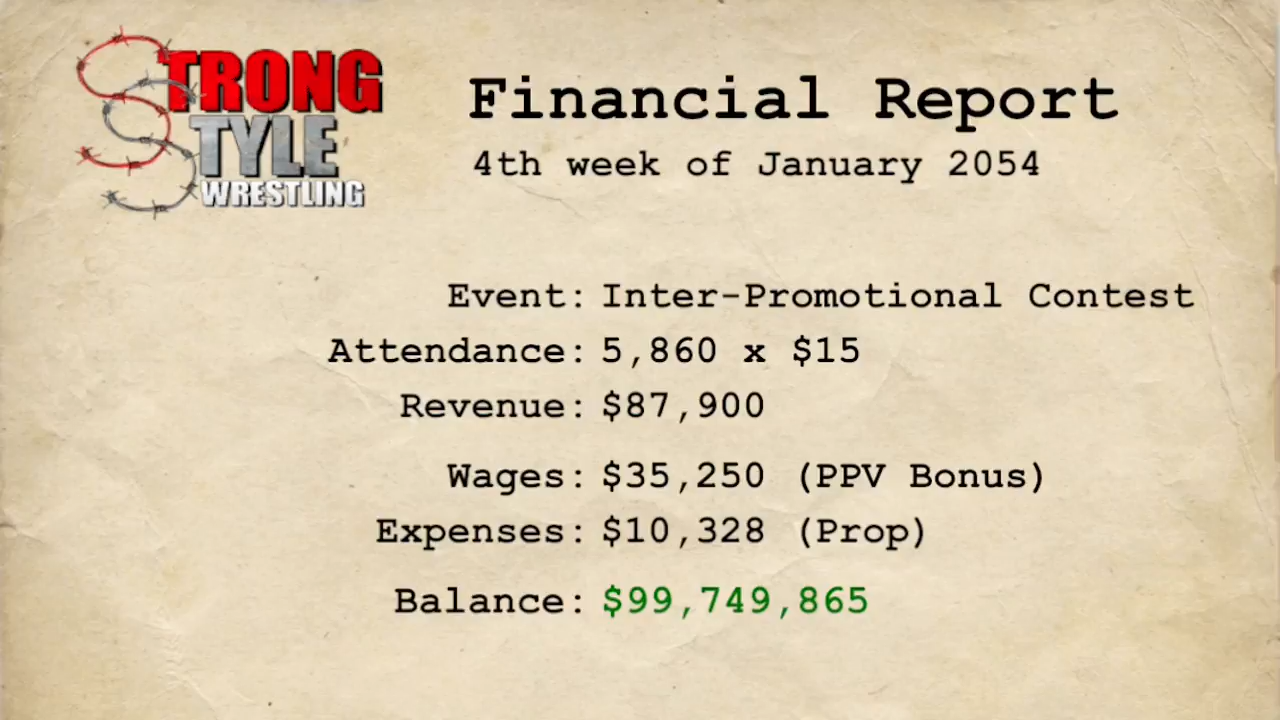 STRONG
STYLE
WRESTLING
Financial Report
4th week of January 2054
Event: Inter-Promotional Contest
Attendance: 5,860 x $15
Revenue: $87,900
Wages: $35,250 (PPV Bonus)
Expenses: $10,328 (Prop)
Balance: $99,749,865